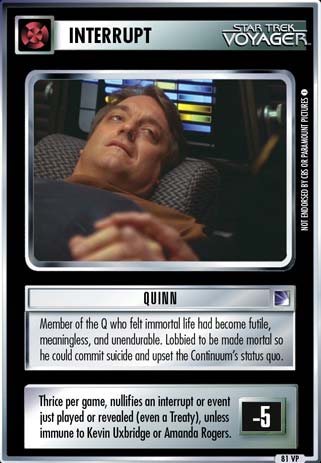 INTERRUPT
STAR TREK
VOYAGER
NOT ENDORSED BY CBS OR PARAMOUNT PICTURES
QUINN
Member of the Q who felt immortal life had become futile,
meaningless, and unendurable. Lobbied to be made mortal so
he could commit suicide and upset the Continuum's status quo.
Thrice per game, nullifies an interrupt or event
just played or revealed (even a Treaty), unless
immune to Kevin Uxbridge or Amanda Rogers.
-5
81 VP